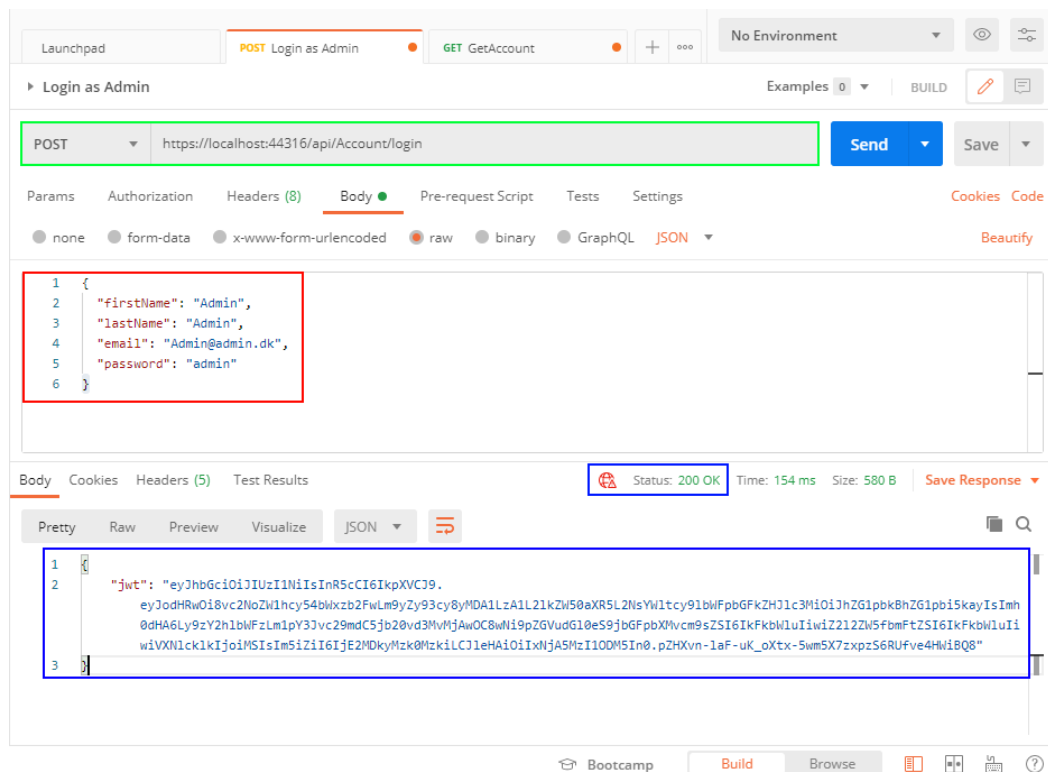 Launchpad
POST Login as Admin
GET GetAccount
No Environment
Login as Admin
Examples 0
BUILD
POST
https://localhost:44316/api/Account/login
Send
Save
Params Authorization Headers (8) Body Pre-request Script Tests Settings Cookies Code
none form-data x-www-form-urlencoded raw binary GraphQL JSON Beautify
1 {
2 "firstName": "Admin",
3 "lastName": "Admin",
4 "email": "Admin@admin.dk",
5 "password": "admin"
6 }
Body Cookies Headers (5) Test Results Status: 200 OK Time: 154 ms Size: 580 B Save Response
Pretty Raw Preview Visualize JSON
1 {
2 "jwt": "eyJhbGciOiJIUzI1NiIsInR5cCI6IkpXVCJ9.
eyJodHRwOi8vc2NoZW1hcy54bWxzb2FwLm9yZy93cy8yMDA1LzA1L2lkZW50aXR5L2NsYWltcy9lbWFpbGFkZHJlc3MiOiJhZG1pbkBhZG1pbi5kayIsImh
0dHA6Ly9zY2hlbWFzLm1pY3Jvc29mdC5jb20vd3MvMjAwOC8wNi9pZGVudGl0eS9jbGFpbXMvcm9sZSI6IkFkbWluIiwiZ2l2ZW5fbmFtZSI6IkFkbWluIi
wiVXNlcklkIjoiMSIsIm5iZiI6IjE2MDkyMzk0MzkiLCJleHAiOiIxNjA5MzI1ODM5In0.pZHXvn-laF-uK_oXtx-5wm5X7zxpzS6RUfve4HWiBQ8"
3 }
Bootcamp
Build
Browse